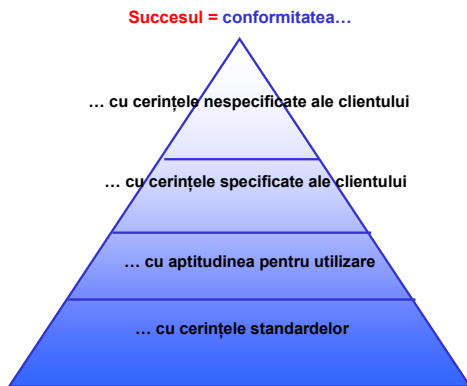 Succesul = conformitatea…
… cu cerințele nespecificate ale clientului
… cu cerințele specificate ale clientului
… cu aptitudinea pentru utilizare
… cu cerințele standardelor